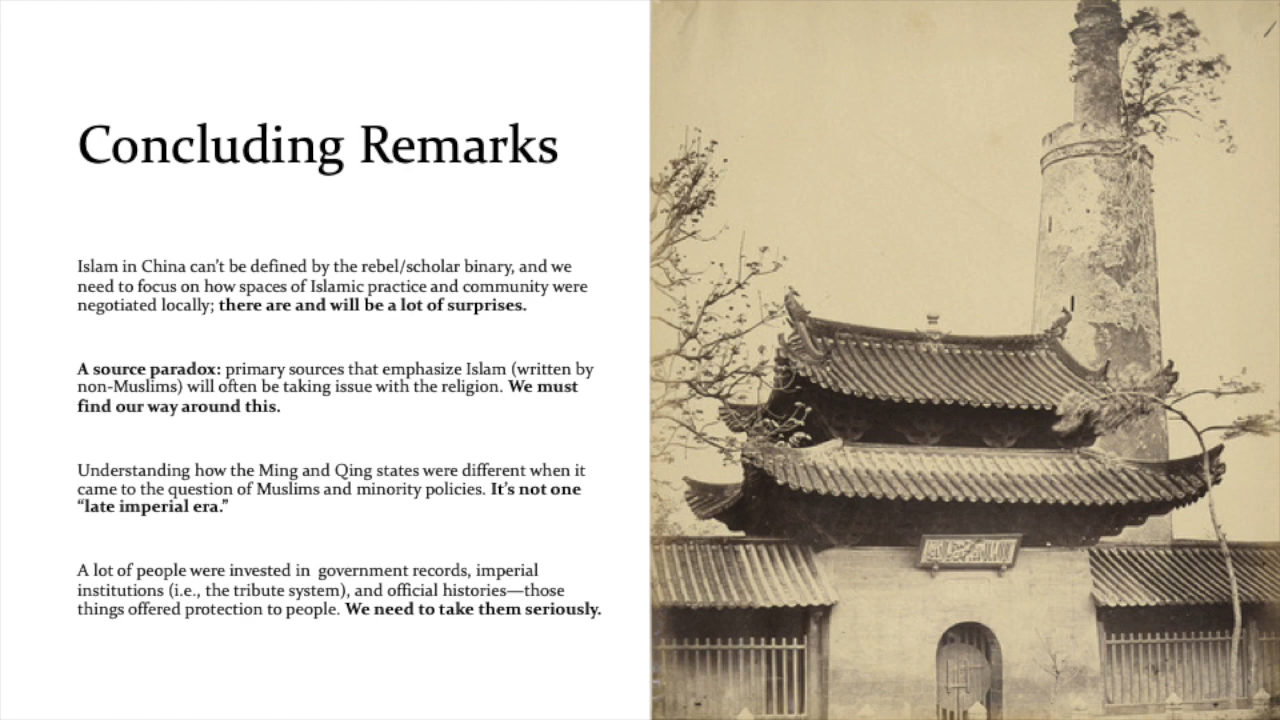 Concluding Remarks
Islam in China can’t be defined by the rebel/scholar binary, and we
need to focus on how spaces of Islamic practice and community were
negotiated locally; there are and will be a lot of surprises.
A source paradox: primary sources that emphasize Islam (written by
non-Muslims) will often be taking issue with the religion. We must
find our way around this.
Understanding how the Ming and Qing states were different when it
came to the question of Muslims and minority policies. It’s not one
“late imperial era.”
A lot of people were invested in  government records, imperial
institutions (i.e., the tribute system), and official histories—those
things offered protection to people. We need to take them seriously.